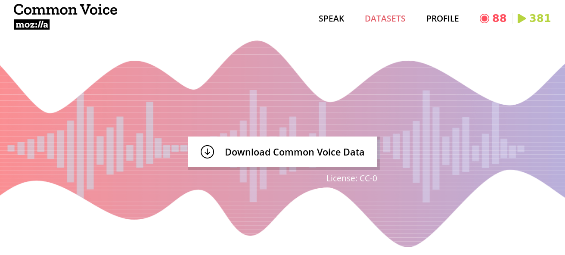 Common Voice
moz://a
SPEAK
DATASETS
PROFILE
88
381
Download Common Voice Data
License: CC-0